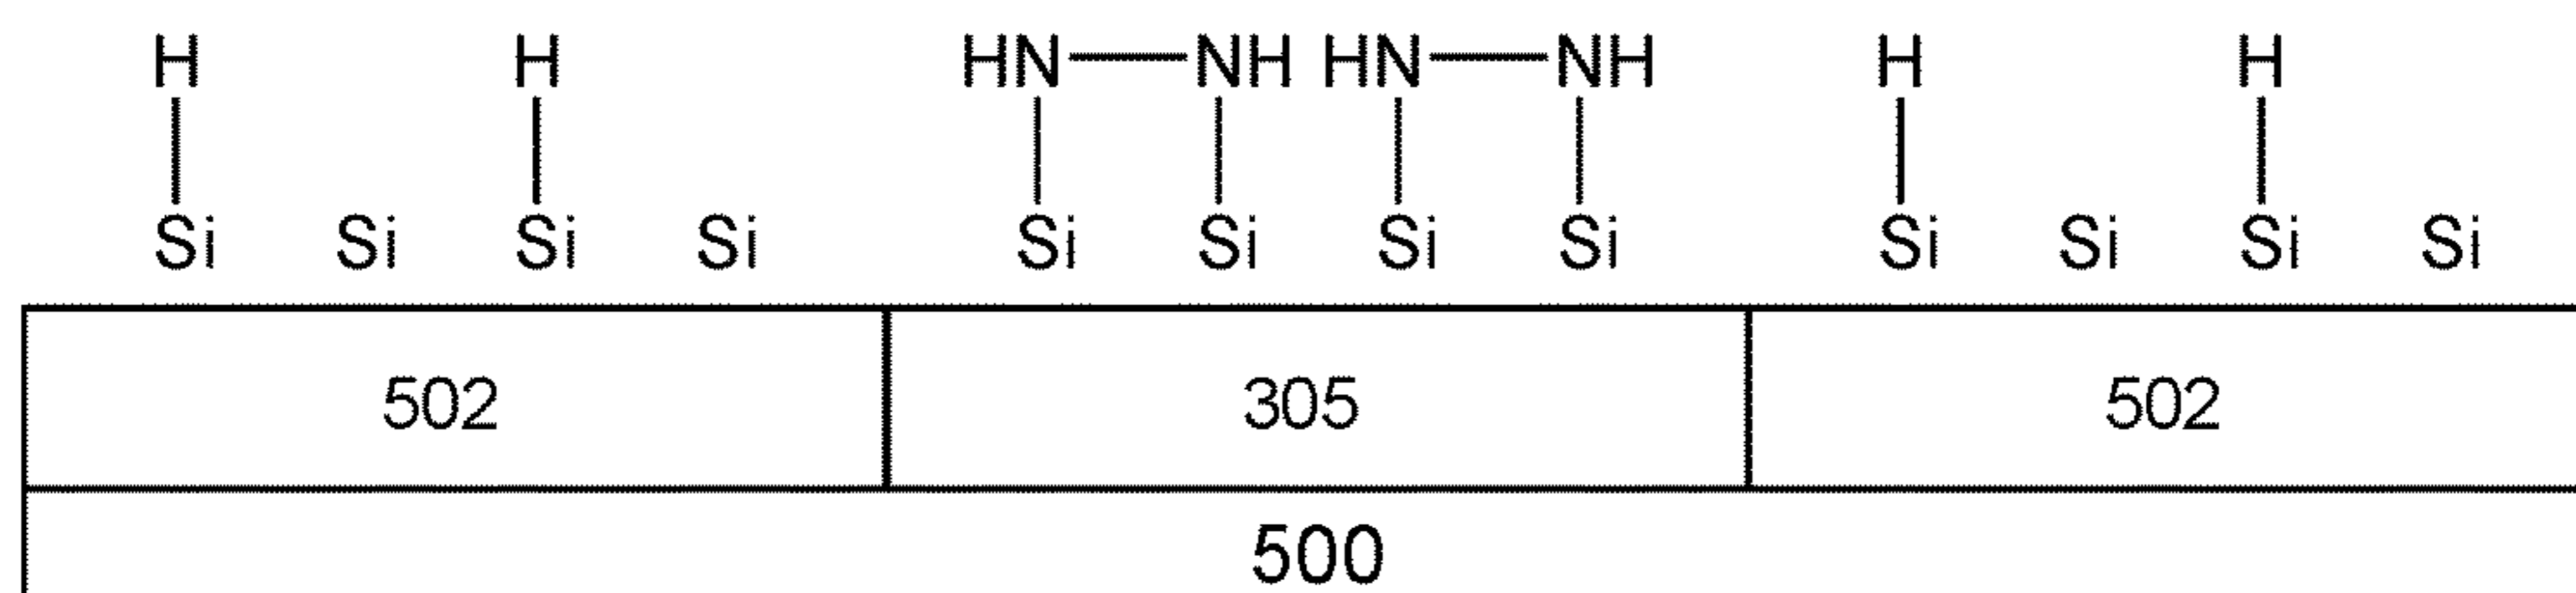 H H HN NH HN NH H H
Si Si Si Si Si Si Si Si Si Si Si Si
502 305 502
500